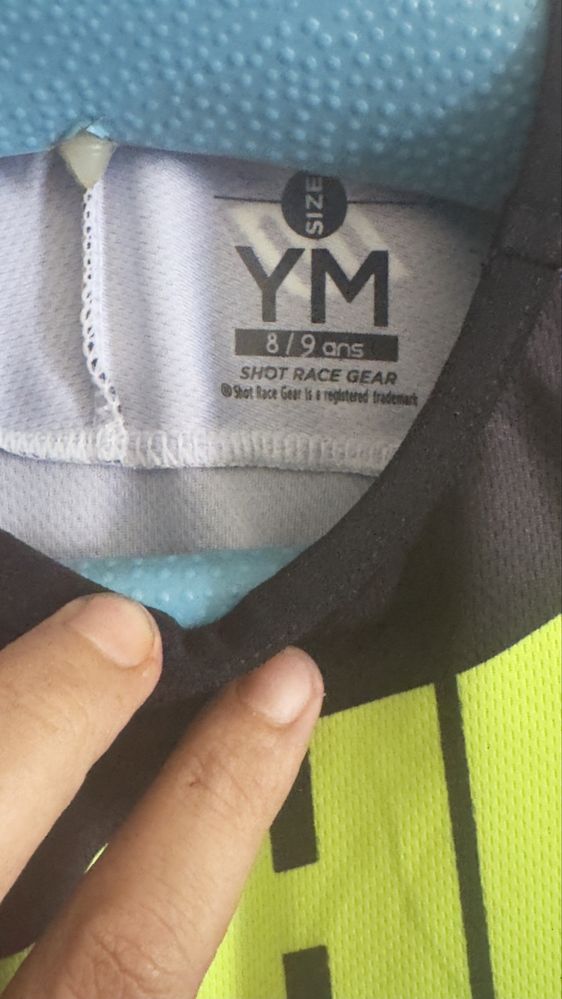 SIZE
YM
8/9 ans
SHOT RACE GEAR
® Shot Race Gear is a registered trademark